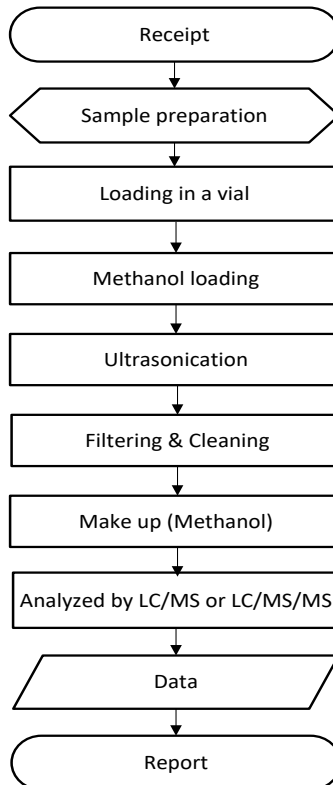 Receipt
Sample preparation
Loading in a vial
Methanol loading
Ultrasonication
Filtering & Cleaning
Make up (Methanol)
Analyzed by LC/MS or LC/MS/MS
Data
Report